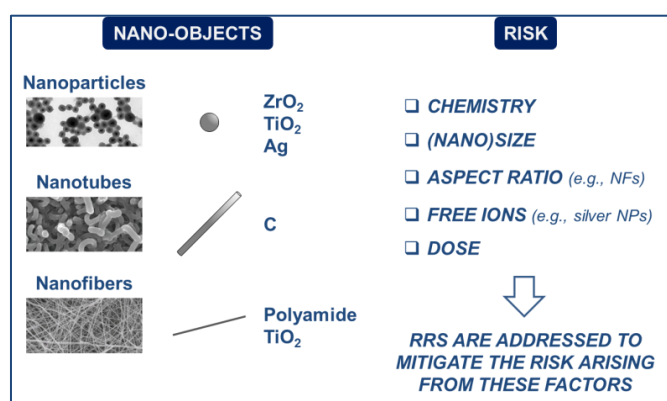 NANO-OBJECTS
Nanoparticles
ZrO₂
TiO₂
Ag
Nanotubes
C
Nanofibers
Polyamide
TiO₂
RISK
❑ CHEMISTRY
❑ (NANO)SIZE
❑ ASPECT RATIO (e.g., NFs)
❑ FREE IONS (e.g., silver NPs)
❑ DOSE
RRS ARE ADDRESSED TO
MITIGATE THE RISK ARISING
FROM THESE FACTORS